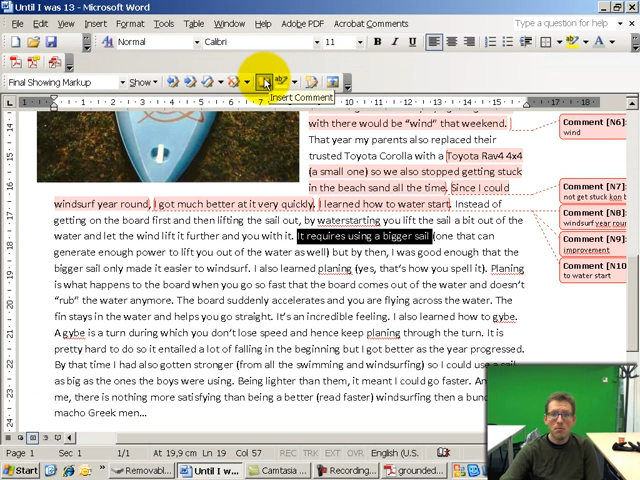 Until I was 13 - Microsoft Word
File Edit View Insert Format Tools Table Window Help Adobe PDF Acrobat Comments
Type a question for help
Normal Calibri 11 B I U
Final Showing Markup Show
Insert Comment
with there would be “wind” that weekend.
That year my parents also replaced their
trusted Toyota Corolla with a Toyota Rav4 4x4
(a small one) so we also stopped getting stuck
in the beach sand all the time. Since I could
windsurf year round, I got much better at it very quickly. I learned how to water start. Instead of
getting on the board first and then lifting the sail out, by waterstarting you lift the sail a bit out of the
water and let the wind lift it further and you with it. It requires using a bigger sail (one that can
generate enough power to lift you out of the water as well) but by then, I was good enough that the
bigger sail only made it easier to windsurf. I also learned planing (yes, that’s how you spell it). Planing
is what happens to the board when you go so fast that the board comes out of the water and doesn’t
“rub” the water anymore. The board suddenly accelerates and you are flying across the water. The
fin stays in the water and helps you go straight. It’s an incredible feeling. I also learned how to gybe.
A gybe is a turn during which you don’t lose speed and hence keep planing through the turn. It is
pretty hard to do so it entailed a lot of falling in the beginning but I got better as the year progressed.
By that time I had also gotten stronger (from all the swimming and windsurfing) so I could use a sail
as big as the ones the boys were using. Being lighter than them, it meant I could go faster. An
me, there is nothing more satisfying than being a better (read faster) windsurfing then a bun
macho Greek men…
Comment [N6]:
wind
Comment [N7]
not get stuck kon b
Comment [N8]:
windsurf year roun
Comment [N9]:
improvement
Comment [N10
to water start
Page 1 Sec 1 1/1 At 19,9 cm Ln 19 Col 77 REC TRK EXT OVR English (U.S.
Start Removabl... Until I wa... Camtasia Recording... grounded...